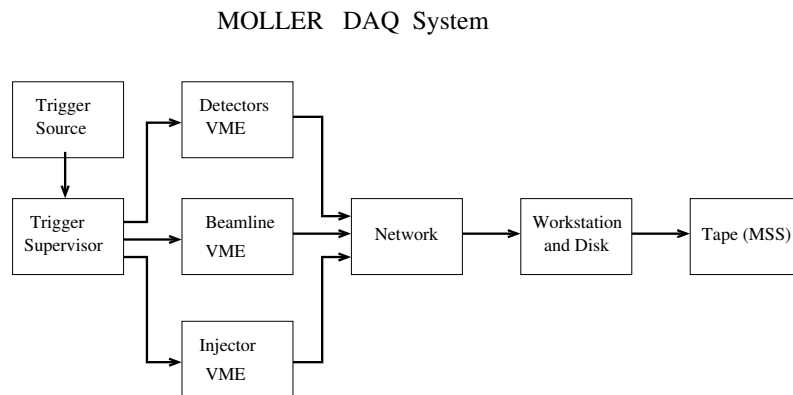 MOLLER DAQ System
Trigger
Source
Trigger
Supervisor
Detectors
VME
Beamline
VME
Injector
VME
Network
Workstation
and Disk
Tape (MSS)